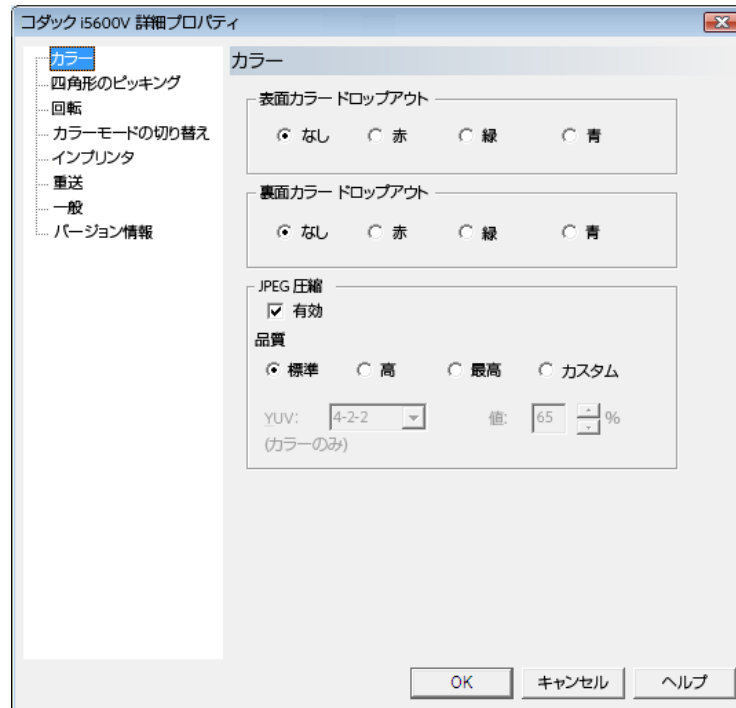 コダック i5600V 詳細プロパティ
カラー
四角形のピッキング
回転
カラーモードの切り替え
インプリンタ
重送
一般
バージョン情報
カラー
表面カラー ドロップアウト
なし 赤 緑 青
裏面カラー ドロップアウト
なし 赤 緑 青
JPEG 圧縮
有効
品質
標準 高 最高 カスタム
YUV: 4-2-2 値: 65 %
(カラーのみ)
OK キャンセル ヘルプ